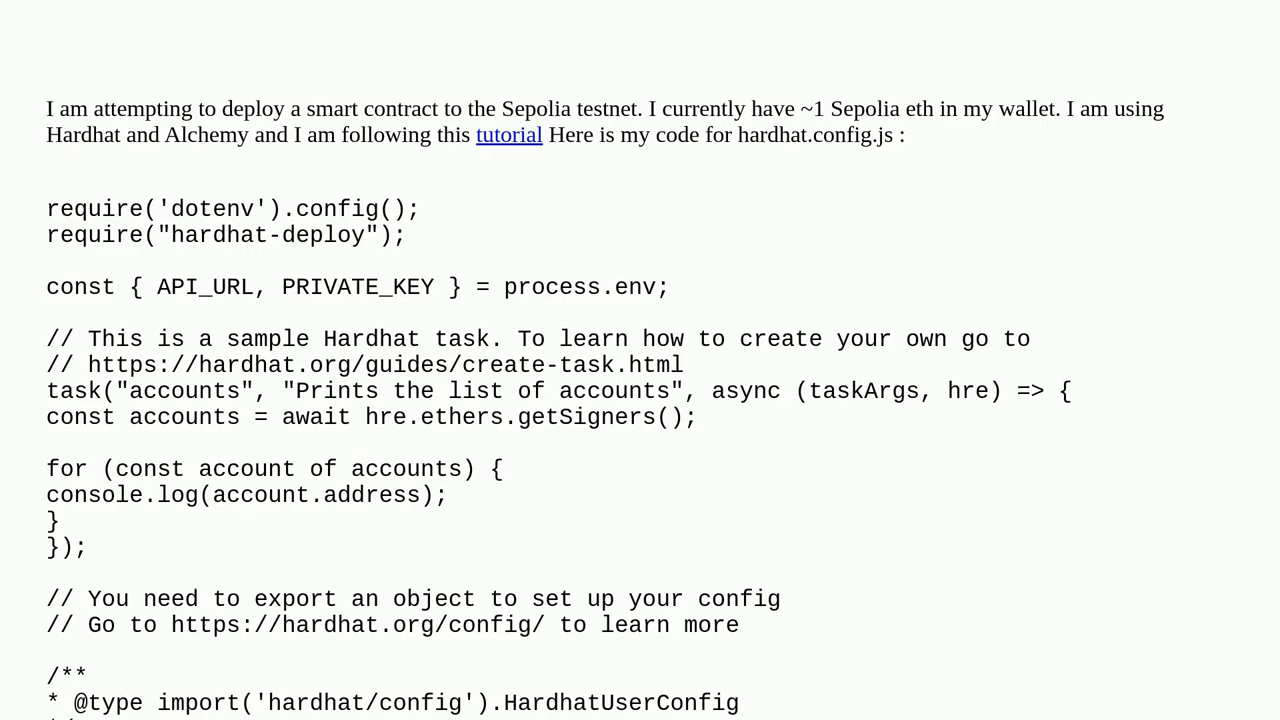 I am attempting to deploy a smart contract to the Sepolia testnet. I currently have ~1 Sepolia eth in my wallet. I am using
Hardhat and Alchemy and I am following this tutorial Here is my code for hardhat.config.js :
require('dotenv').config();
require("hardhat-deploy");
const { API_URL, PRIVATE_KEY } = process.env;
// This is a sample Hardhat task. To learn how to create your own go to
// https://hardhat.org/guides/create-task.html
task("accounts", "Prints the list of accounts", async (taskArgs, hre) => {
const accounts = await hre.ethers.getSigners();
for (const account of accounts) {
console.log(account.address);
}
});
// You need to export an object to set up your config
// Go to https://hardhat.org/config/ to learn more
/**
* @type import('hardhat/config').HardhatUserConfig